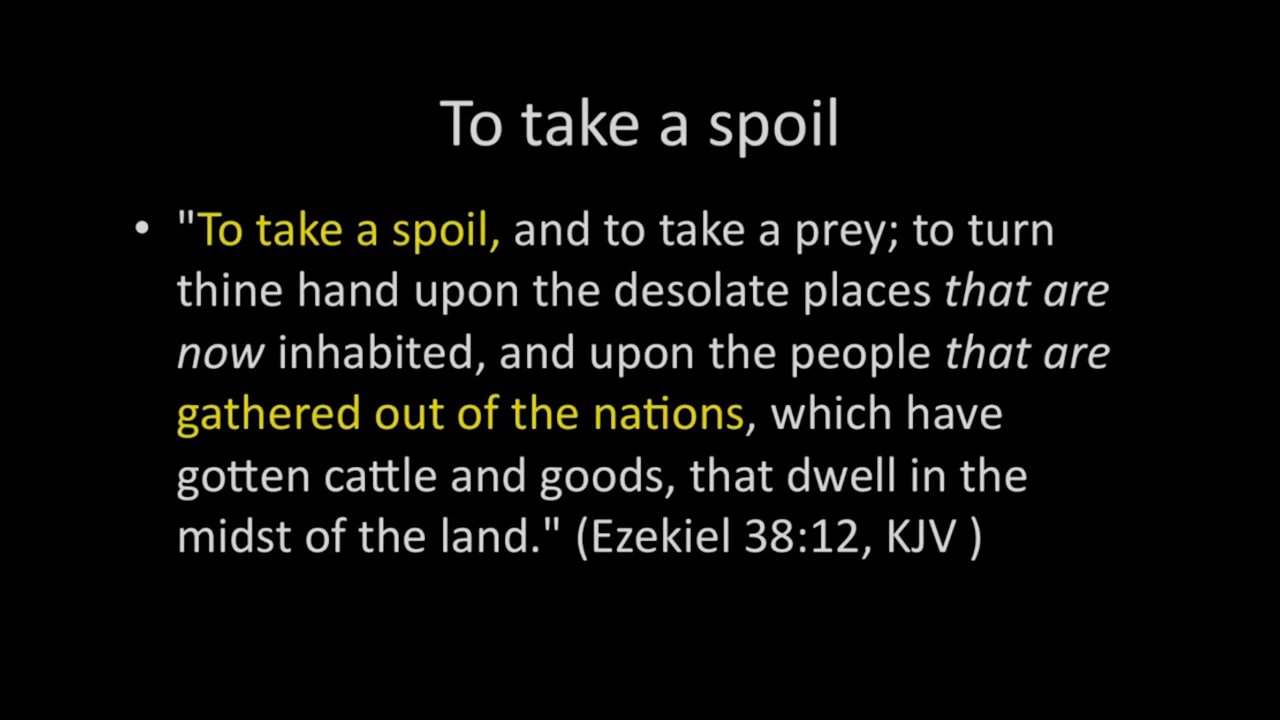 To take a spoil
• "To take a spoil, and to take a prey; to turn
thine hand upon the desolate places that are
now inhabited, and upon the people that are
gathered out of the nations, which have
gotten cattle and goods, that dwell in the
midst of the land." (Ezekiel 38:12, KJV )